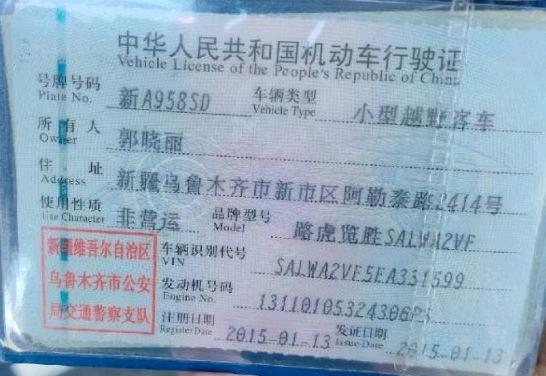 中华人民共和国机动车行驶证
Vehicle License of the People's Republic of China
号牌号码 新A958SD 车辆类型 小型越野客车
Plate No. Vehicle Type
所有人 郭晓丽
Owner
住址 新疆乌鲁木齐市新市区阿勒泰路2414号
Address
使用性质 非营运 品牌型号 路虎览胜SALWA2VF
Use Character Model
新疆维吾尔自治区
乌鲁木齐市公安
局交通警察支队
车辆识别代号 SALWA2VF5EA331599
VIN
发动机号码 13110105324306PS
Engine No.
注册日期 2015-01-13 发证日期 2015-01-13
Register Date Issue Date